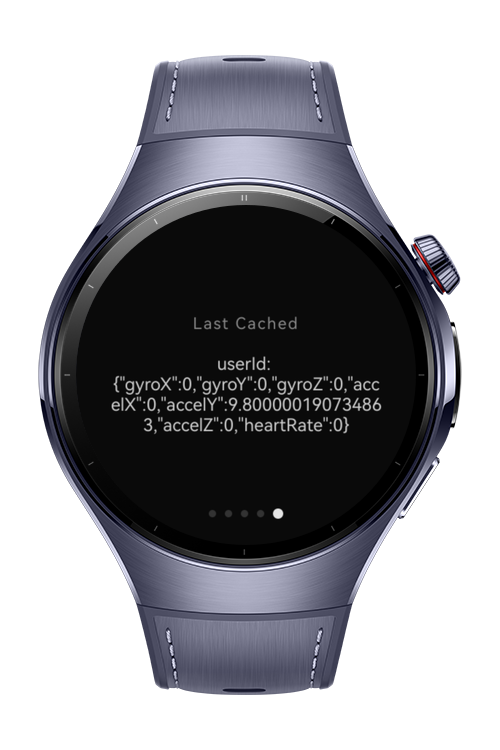 Last Cached
userId:
{"gyroX":0,"gyroY":0,"gyroZ":0,"acc
elX":0,"accelY":9.80000019073486
3,"accelZ":0,"heartRate":0}